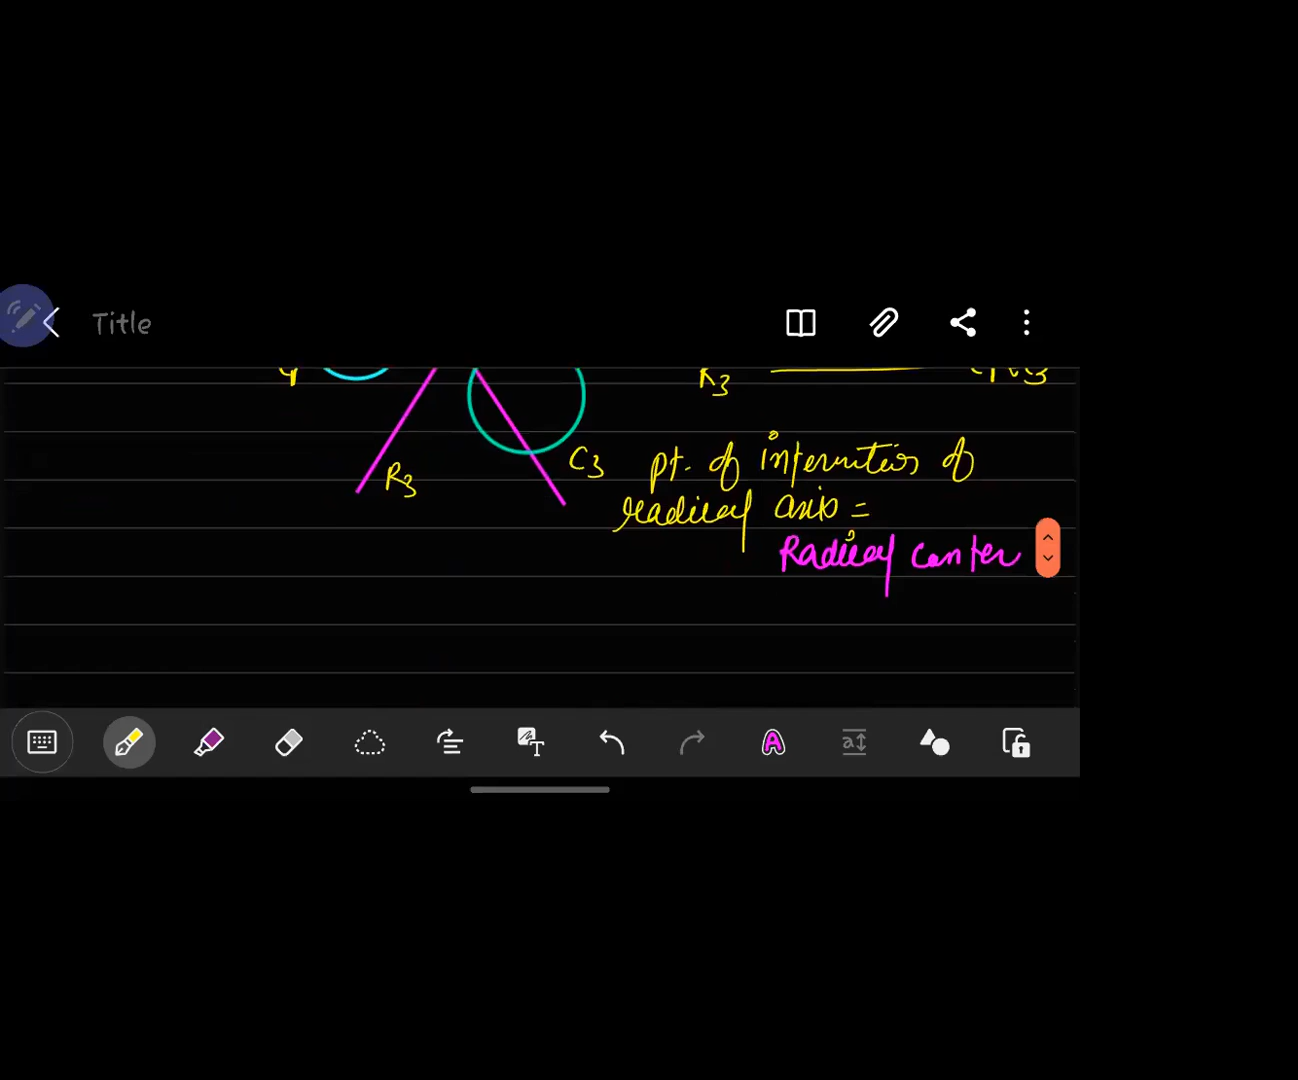 Title
R3
R3
C3 pt. of intersection of
radical axis =
Radical center